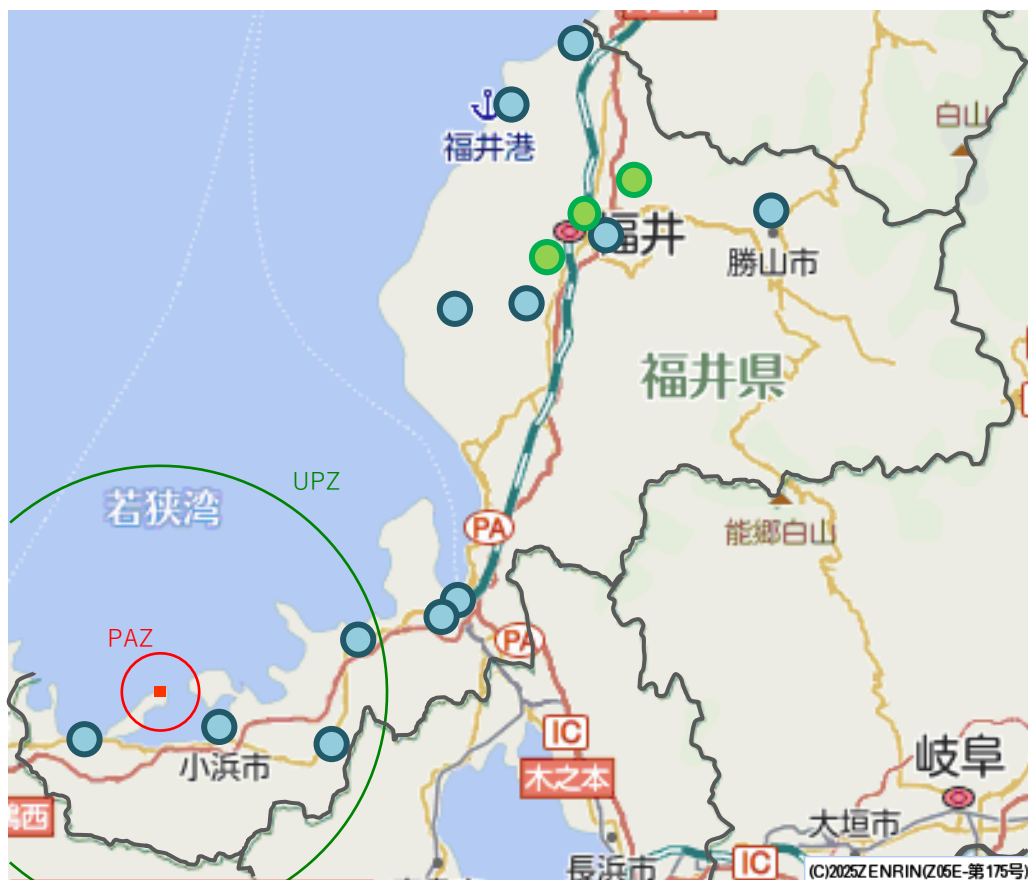 白山
福井港
福井
勝山市
福井県
UPZ
若狭湾
PA
能郷白山
PAZ
PA
IC
岐阜
小浜市
木之本
大垣市
IC
長浜市
(C)2025ZENRIN(Z05E-第175号)